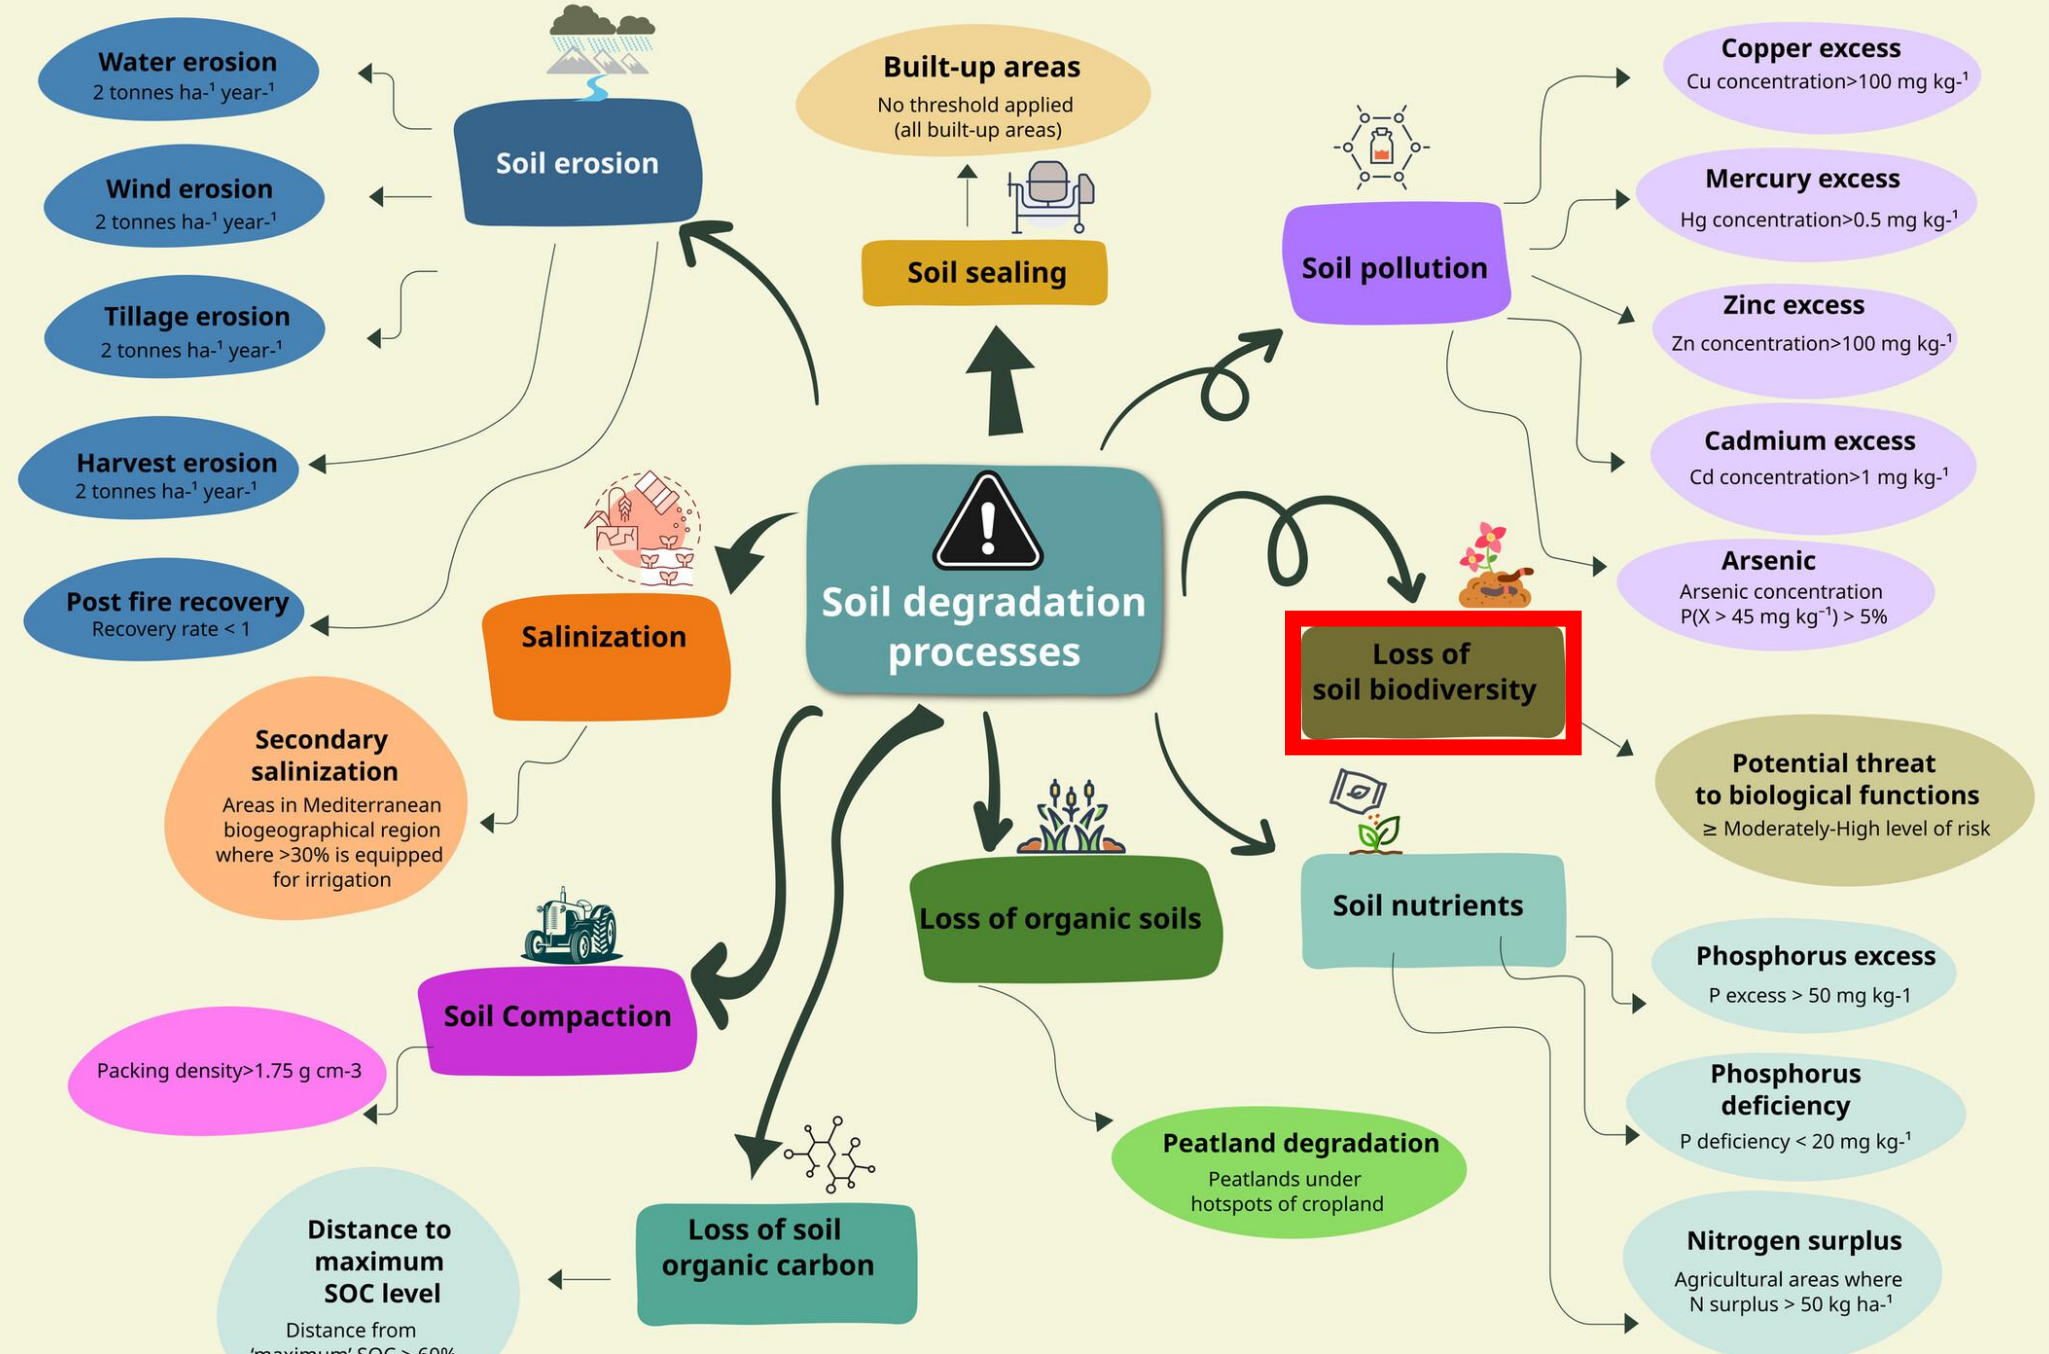 Water erosion
2 tonnes ha-¹ year-¹
Wind erosion
2 tonnes ha-¹ year-¹
Tillage erosion
2 tonnes ha-¹ year-¹
Harvest erosion
2 tonnes ha-¹ year-¹
Post fire recovery
Recovery rate < 1
Soil erosion
Built-up areas
No threshold applied
(all built-up areas)
Soil sealing
Soil pollution
Copper excess
Cu concentration>100 mg kg-¹
Mercury excess
Hg concentration>0.5 mg kg-¹
Zinc excess
Zn concentration>100 mg kg-¹
Cadmium excess
Cd concentration>1 mg kg-¹
Arsenic
Arsenic concentration
P(X > 45 mg kg⁻¹) > 5%
Soil degradation
processes
Salinization
Secondary
salinization
Areas in Mediterranean
biogeographical region
where >30% is equipped
for irrigation
Loss of
soil biodiversity
Potential threat
to biological functions
≥ Moderately-High level of risk
Soil nutrients
Phosphorus excess
P excess > 50 mg kg-1
Phosphorus
deficiency
P deficiency < 20 mg kg-¹
Nitrogen surplus
Agricultural areas where
N surplus > 50 kg ha-¹
Loss of organic soils
Peatland degradation
Peatlands under
hotspots of cropland
Soil Compaction
Packing density>1.75 g cm-3
Loss of soil
organic carbon
Distance to
maximum
SOC level
Distance from
'maximum' SOC > 60%